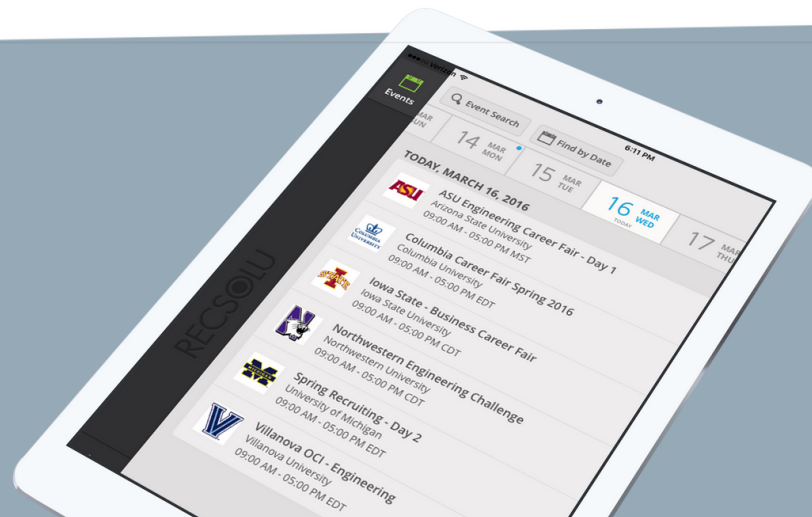 Verizon
6:11 PM
Events
Event Search
Find by Date
MAR
SUN
14 MAR
MON
15 MAR
TUE
16 MAR
WED
TODAY
17 MAR
THU
TODAY, MARCH 16, 2016
ASU
ASU Engineering Career Fair - Day 1
Arizona State University
09:00 AM - 05:00 PM MST
COLUMBIA
UNIVERSITY
Columbia Career Fair Spring 2016
Columbia University
09:00 AM - 05:00 PM EDT
STATE
Iowa State - Business Career Fair
Iowa State University
09:00 AM - 05:00 PM CDT
N
Northwestern Engineering Challenge
Northwestern University
09:00 AM - 05:00 PM CDT
MICHIGAN
Spring Recruiting - Day 2
University of Michigan
09:00 AM - 05:00 PM EDT
V
Villanova OCI - Engineering
Villanova University
09:00 AM - 05:00 PM EDT
RECSOLU